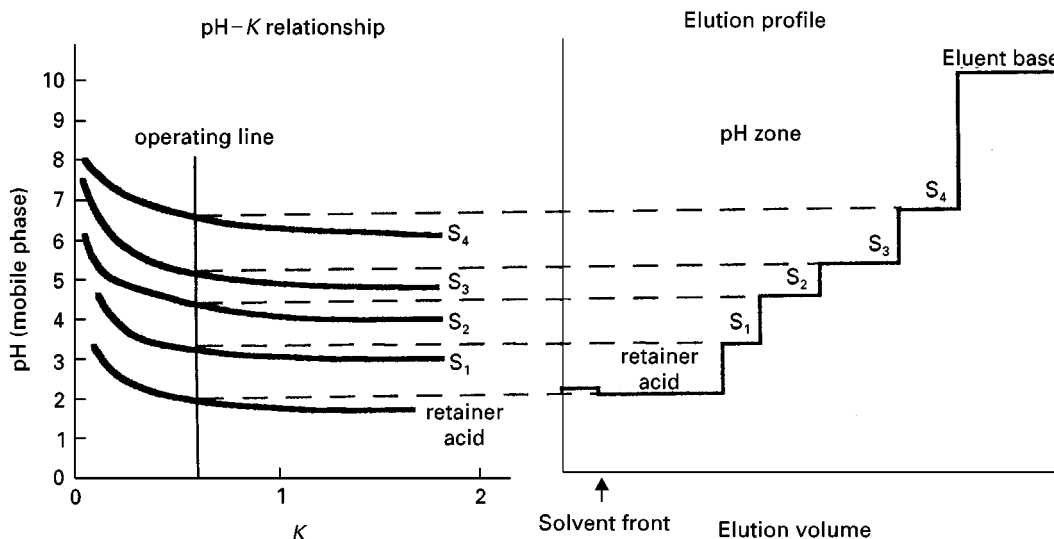 pH–K relationship
Elution profile
10
9
8
7
6
5
4
3
2
1
0
pH (mobile phase)
operating line
S4
S3
S2
S1
retainer
acid
0
1
2
K
Eluent base
pH zone
S4
S3
S2
S1
retainer
acid
Solvent front
Elution volume